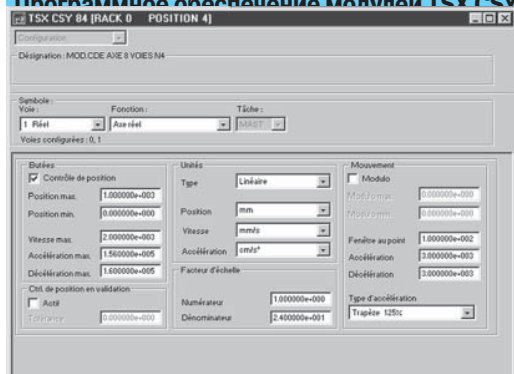 Программное обеспечение модулей TSX CSY
TSX CSY 84 [RACK 0 POSITION 4]
Configuration
Désignation : MOD.CDE AXE 8 VOIES N4
Symbole :
Voie : Fonction : Tâche :
1 Réel Axe réel MAST
Voies configurées : 0, 1
Butées Unités Mouvement
Contrôle de position Type Linéaire Modulo
Position max. 1.000000e+003 Modulo max. 0.000000e+000
Position min. 0.000000e+000 Position mm Modulo min. 0.000000e+000
Vitesse max. 2.000000e+003 Vitesse mm/s Fenêtre au point 1.000000e+002
Accélération max. 1.560000e+005 Accélération cm/s² Accélération 3.000000e+003
Décélération max. 1.600000e+005 Facteur d'échelle Décélération 3.000000e+003
Ctrl. de position en validation
Actif Numérateur 1.000000e+000 Type d'accélération
Tolérance 0.000000e+000 Dénominateur 2.400000e+001 Trapèze 125%